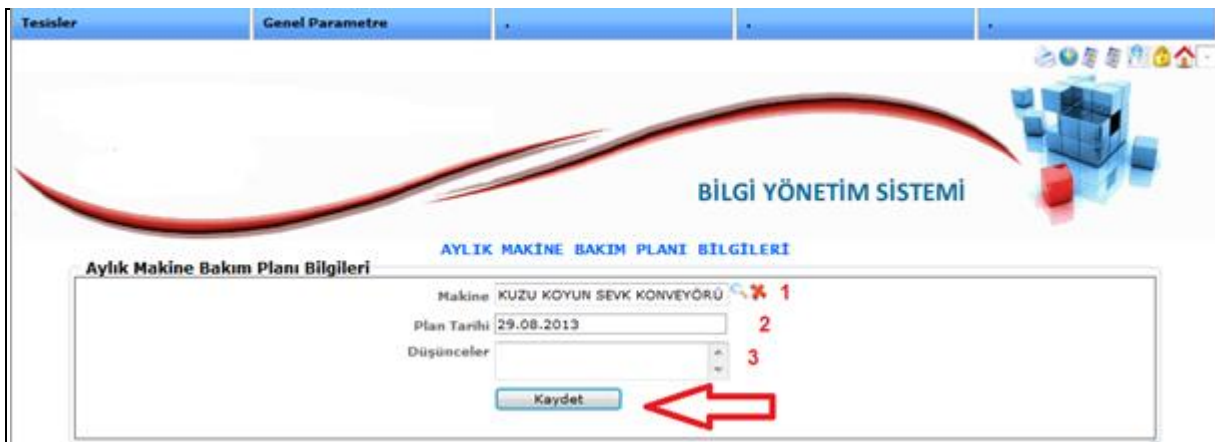 Tesisler Genel Parametre . . .
BİLGİ YÖNETİM SİSTEMİ
AYLIK MAKİNE BAKIM PLANI BİLGİLERİ
Aylık Makine Bakım Planı Bilgileri
Makine KUZU KOYUN SEVK KONVEYÖRÜ 1
Plan Tarihi 29.08.2013 2
Düşünceler 3
Kaydet